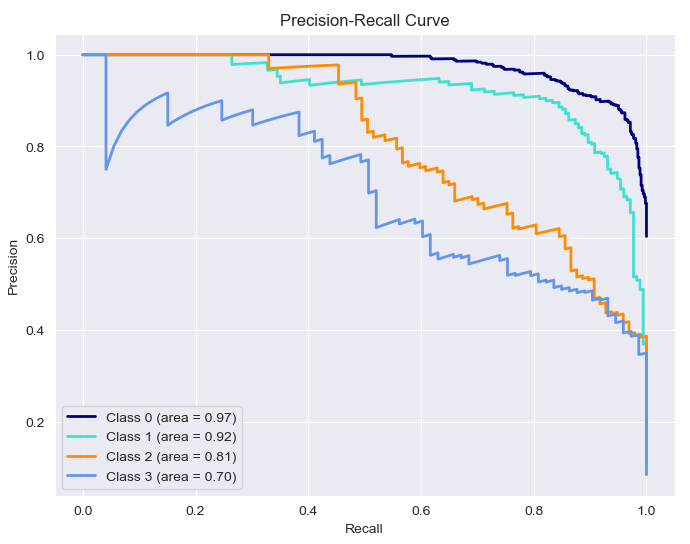 Precision-Recall Curve
1.0
0.8
0.6
0.4
0.2
Precision
Class 0 (area = 0.97)
Class 1 (area = 0.92)
Class 2 (area = 0.81)
Class 3 (area = 0.70)
0.0 0.2 0.4 0.6 0.8 1.0
Recall